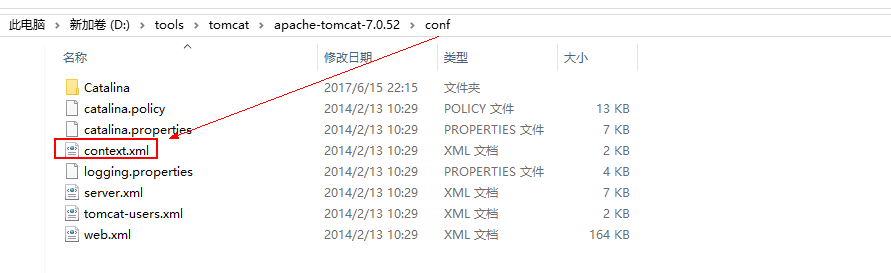 此电脑 > 新加卷 (D:) > tools > tomcat > apache-tomcat-7.0.52 > conf
名称 修改日期 类型 大小
Catalina 2017/6/15 22:15 文件夹
catalina.policy 2014/2/13 10:29 POLICY 文件 13 KB
catalina.properties 2014/2/13 10:29 PROPERTIES 文件 7 KB
context.xml 2014/2/13 10:29 XML 文档 2 KB
logging.properties 2014/2/13 10:29 PROPERTIES 文件 4 KB
server.xml 2014/2/13 10:29 XML 文档 7 KB
tomcat-users.xml 2014/2/13 10:29 XML 文档 2 KB
web.xml 2014/2/13 10:29 XML 文档 164 KB